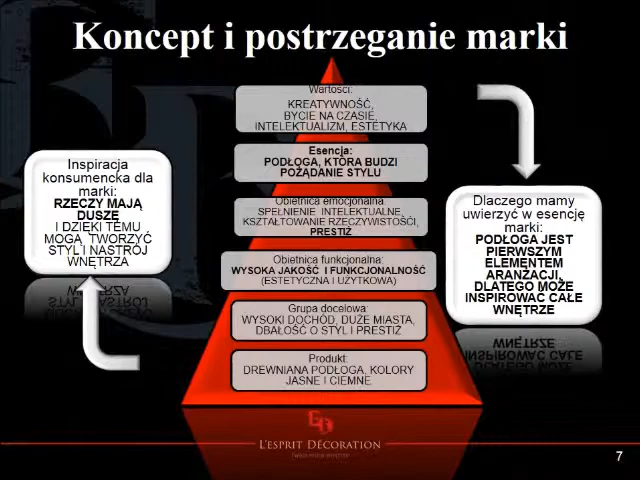 Koncept i postrzeganie marki
Wartości:
KREATYWNOŚĆ,
BYCIE NA CZASIE,
INTELEKTUALIZM, ESTETYKA
Esencja:
PODŁOGA, KTÓRA BUDZI
POŻĄDANIE STYLU
Obietnica emocjonalna
SPEŁNIENIE INTELEKTUALNE,
KSZTAŁTOWANIE RZECZYWISTOŚCI,
PRESTIŻ
Obietnica funkcjonalna:
WYSOKA JAKOŚĆ I FUNKCJONALNOŚĆ
(ESTETYCZNA I UŻYTKOWA)
Grupa docelowa:
WYSOKI DOCHÓD, DUŻE MIASTA,
DBAŁOŚĆ O STYL I PRESTIŻ
Produkt:
DREWNIANA PODŁOGA, KOLORY
JASNE I CIEMNE
Inspiracja
konsumencka dla
marki:
RZECZY MAJĄ
DUSZĘ
I DZIĘKI TEMU
MOGĄ TWORZYĆ
STYL I NASTRÓJ
WNĘTRZA
Dlaczego mamy
uwierzyć w esencję
marki:
PODŁOGA JEST
PIERWSZYM
ELEMENTEM
ARANŻACJI,
DLATEGO MOŻE
INSPIROWAĆ CAŁE
WNĘTRZE
L'ESPRIT DÉCORATION
7